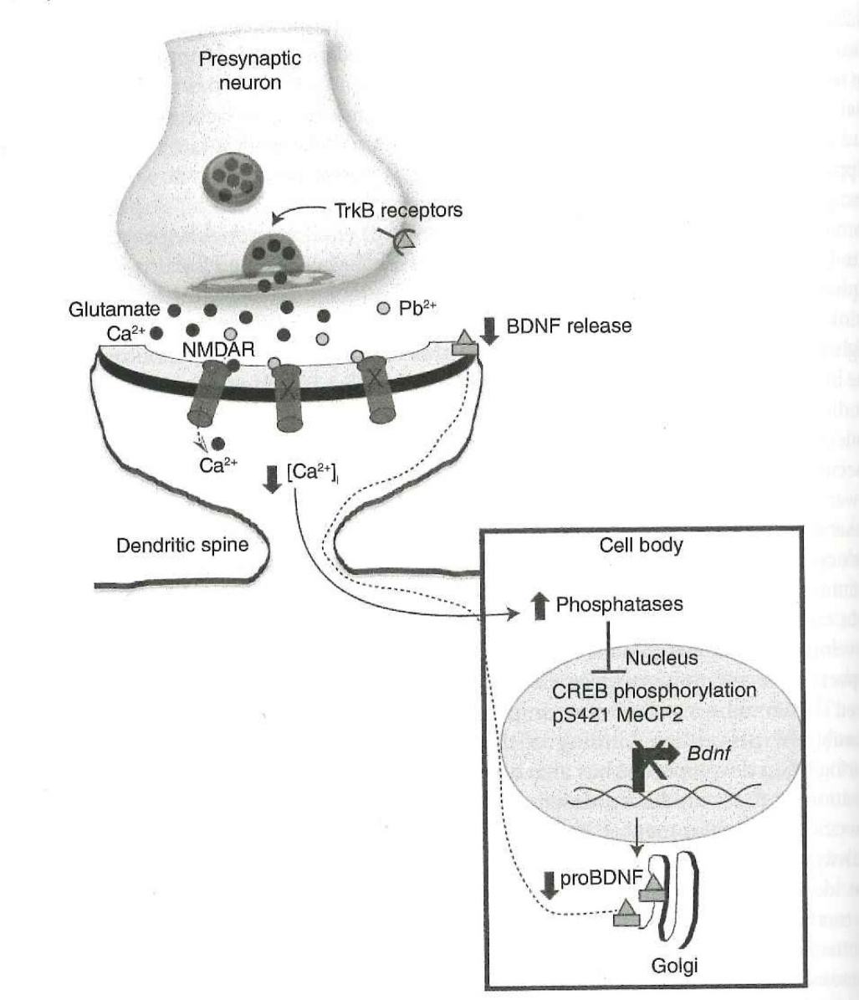 Presynaptic
neuron
TrkB receptors
Glutamate
Pb²⁺
Ca²⁺
BDNF release
NMDAR
Ca²⁺
[Ca²⁺]ᵢ
Dendritic spine
Cell body
Phosphatases
Nucleus
CREB phosphorylation
pS421 MeCP2
Bdnf
proBDNF
Golgi